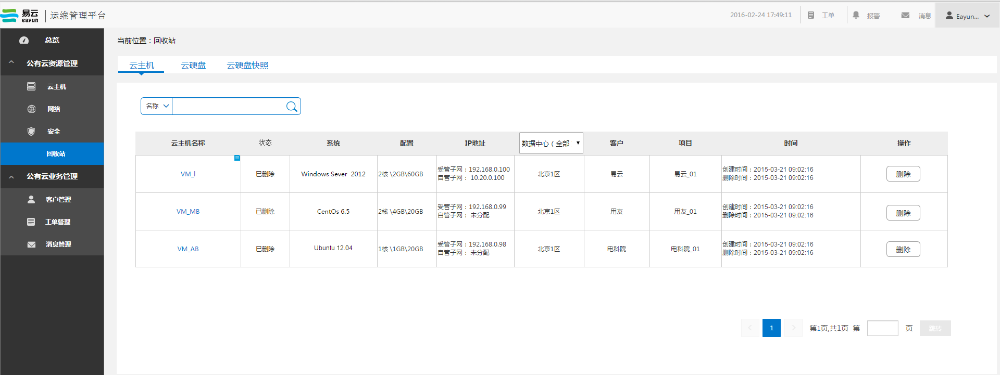 易云 eayun 运维管理平台 2016-02-24 17:49:11 工单 报警 消息 Eayun...
总览
公有云资源管理
云主机
网络
安全
回收站
公有云业务管理
客户管理
工单管理
消息管理
当前位置：回收站
云主机 云硬盘 云硬盘快照
名称
云主机名称 状态 系统 配置 IP地址 数据中心（全部 客户 项目 时间 操作
VM_l 已删除 Windows Sever 2012 2核 \2GB\60GB 受管子网：192.168.0.100 北京1区 易云 易云_01 创建时间：2015-03-21 09:02:16 删除
自管子网： 10.20.0.100 删除时间：2015-03-21 09:02:16
VM_MB 已删除 CentOs 6.5 2核 \4GB\20GB 受管子网：192.168.0.99 北京1区 用友 用友_01 创建时间：2015-03-21 09:02:16 删除
自管子网： 未分配 删除时间：2015-03-21 09:02:16
VM_AB 已删除 Ubuntu 12.04 1核 \1GB\20GB 受管子网：192.168.0.98 北京1区 电科院 电科院_01 创建时间：2015-03-21 09:02:16 删除
自管子网： 未分配 删除时间：2015-03-21 09:02:16
1 第1页,共1页 第 页 跳转